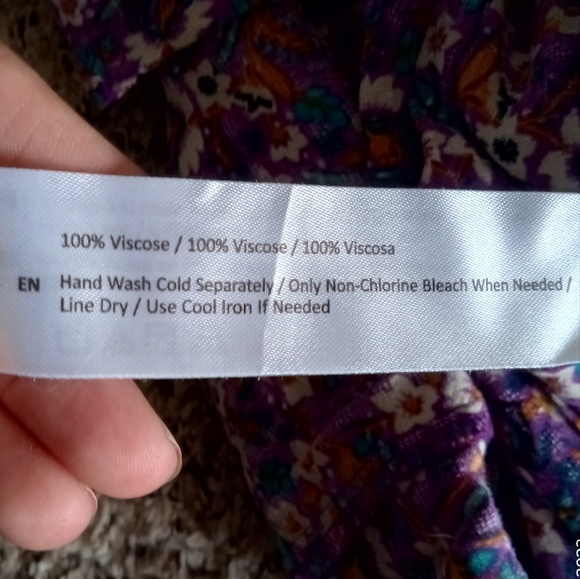 100% Viscose / 100% Viscose / 100% Viscosa
EN Hand Wash Cold Separately / Only Non-Chlorine Bleach When Needed /
Line Dry / Use Cool Iron If Needed